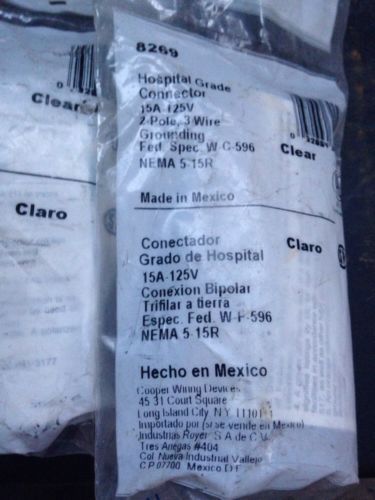 8269
Hospital Grade
Connector
15A-125V
2-Pole, 3-Wire
Grounding
Fed. Spec. W-C-596
NEMA 5-15R
Clear
Made in Mexico
Conectador
Grado de Hospital
15A-125V
Conexion Bipolar
Trifilar a tierra
Espec. Fed. W-F-596
NEMA 5-15R
Claro
Hecho en Mexico
Cooper Wiring Devices
45 31 Court Square
Long Island City N.Y. 11101
Importado por (si se vende en Mexico)
Industrias Royer S.A de C.V.
Tres Anegas #404
Col Nueva Industrial Vallejo
C.P.07700 Mexico D.F.
Clear
Claro